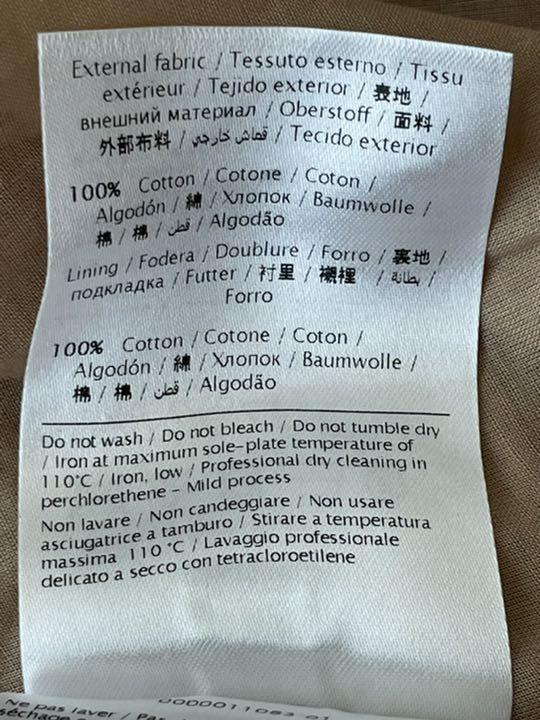 External fabric / Tessuto esterno / Tissu
extérieur / Tejido exterior / 表地 /
внешний материал / Oberstoff / 面料 /
外部布料 / قماش خارجي / Tecido exterior
100% Cotton / Cotone / Coton /
Algodón / 綿 / Хлопок / Baumwolle /
棉 / 棉 / قطن / Algodão
Lining / Fodera / Doublure / Forro / 裏地 /
подкладка / Futter / 衬里 / 襯裡 / بطانة /
Forro
100% Cotton / Cotone / Coton /
Algodón / 綿 / Хлопок / Baumwolle /
棉 / 棉 / قطن / Algodão
Do not wash / Do not bleach / Do not tumble dry
/ Iron at maximum sole-plate temperature of
110°C / Iron, low / Professional dry cleaning in
perchlorethene – Mild process
Non lavare / Non candeggiare / Non usare
asciugatrice a tamburo / Stirare a temperatura
massima 110 °C / Lavaggio professionale
delicato a secco con tetracloroetilene
Ne pas laver / Pas
séchage